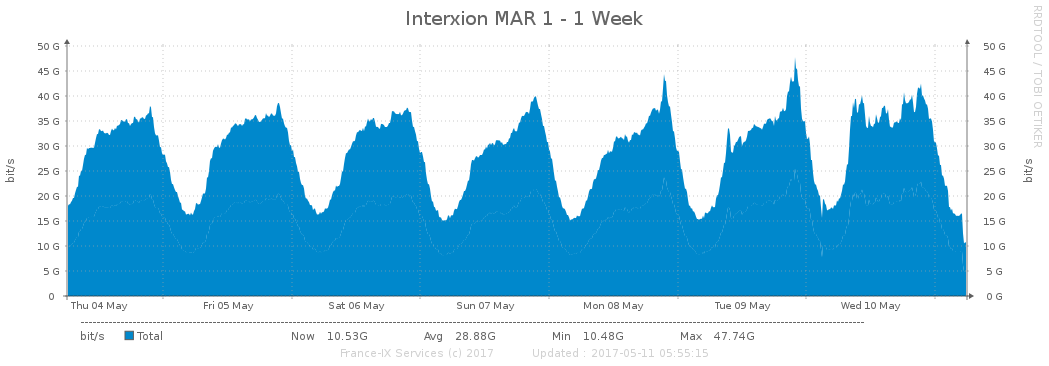 Interxion MAR 1 - 1 Week
RRDTOOL / TOBI OETIKER
50 G 50 G
45 G 45 G
40 G 40 G
35 G 35 G
30 G 30 G
25 G 25 G
20 G 20 G
15 G 15 G
10 G 10 G
5 G 5 G
0 0 G
bit/s bit/s
Thu 04 May Fri 05 May Sat 06 May Sun 07 May Mon 08 May Tue 09 May Wed 10 May
bit/s Total Now 10.53G Avg 28.88G Min 10.48G Max 47.74G
France-IX Services (c) 2017 Updated : 2017-05-11 05:55:15